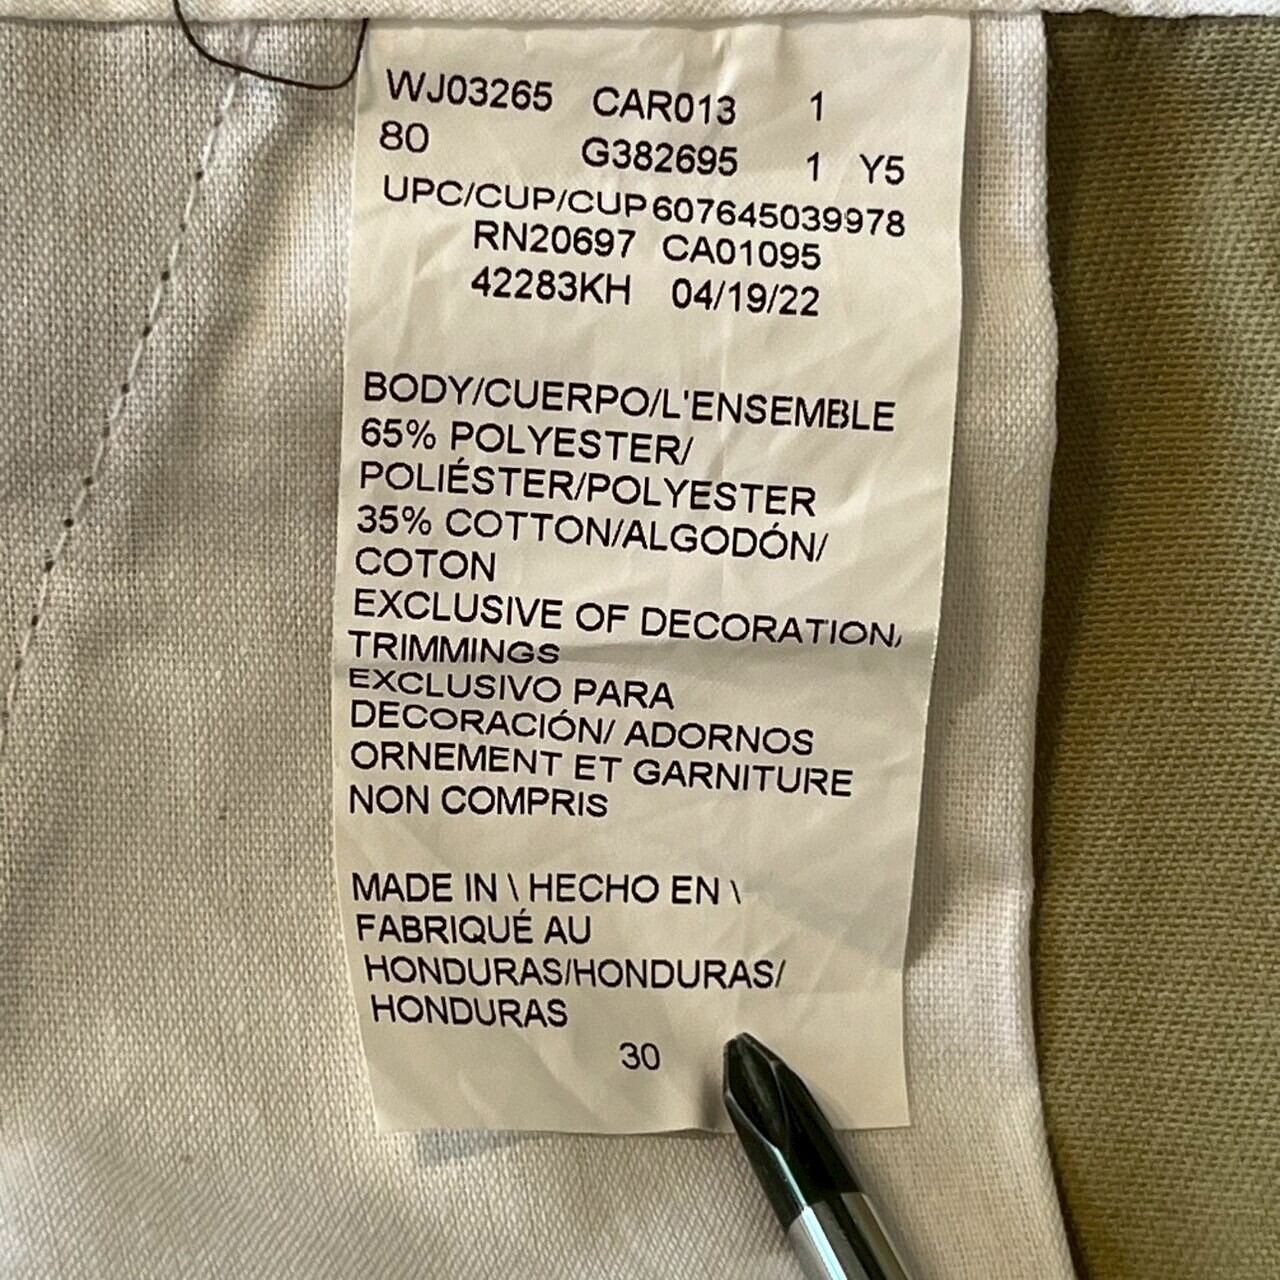 WJ03265 CAR013 1
80 G382695 1 Y5
UPC/CUP/CUP 607645039978
RN20697 CA01095
42283KH 04/19/22
BODY/CUERPO/L'ENSEMBLE
65% POLYESTER/
POLIÉSTER/POLYESTER
35% COTTON/ALGODÓN/
COTON
EXCLUSIVE OF DECORATION,
TRIMMINGS
EXCLUSIVO PARA
DECORACIÓN/ ADORNOS
ORNEMENT ET GARNITURE
NON COMPRIS
MADE IN \ HECHO EN \
FABRIQUÉ AU
HONDURAS/HONDURAS/
HONDURAS
30